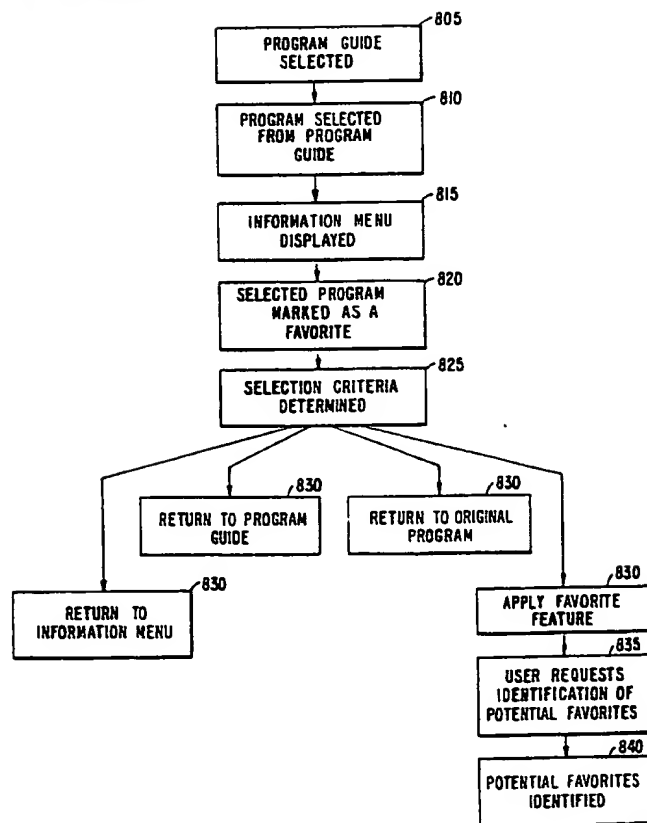 805
PROGRAM GUIDE
SELECTED
810
PROGRAM SELECTED
FROM PROGRAM
GUIDE
815
INFORMATION MENU
DISPLAYED
820
SELECTED PROGRAM
MARKED AS A
FAVORITE
825
SELECTION CRITERIA
DETERMINED
830
RETURN TO PROGRAM
GUIDE
830
RETURN TO ORIGINAL
PROGRAM
830
RETURN TO
INFORMATION MENU
830
APPLY FAVORITE
FEATURE
835
USER REQUESTS
IDENTIFICATION OF
POTENTIAL FAVORITES
840
POTENTIAL FAVORITES
IDENTIFIED